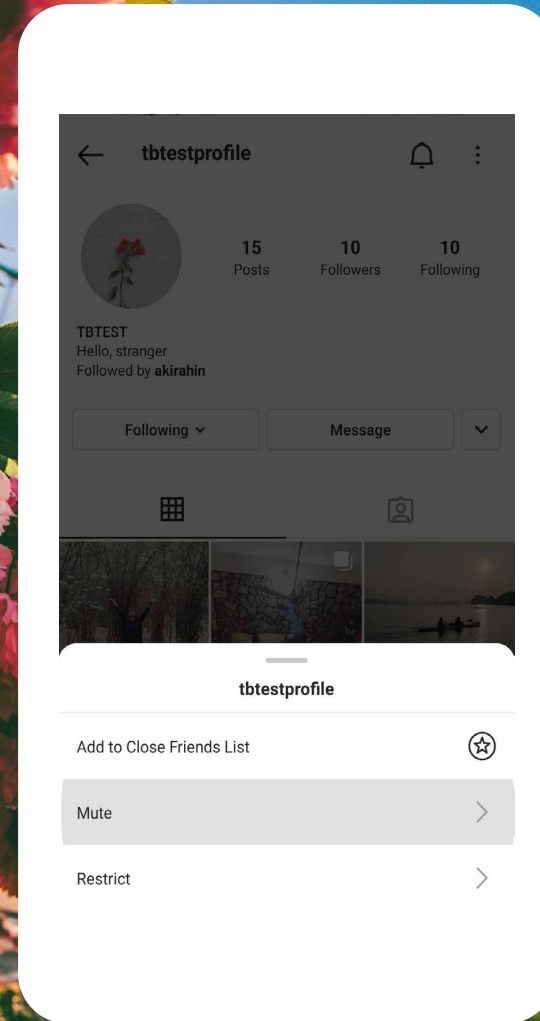 tbtestprofile
15 10 10
Posts Followers Following
TBTEST
Hello, stranger
Followed by akirahin
Following Message
tbtestprofile
Add to Close Friends List
Mute
Restrict